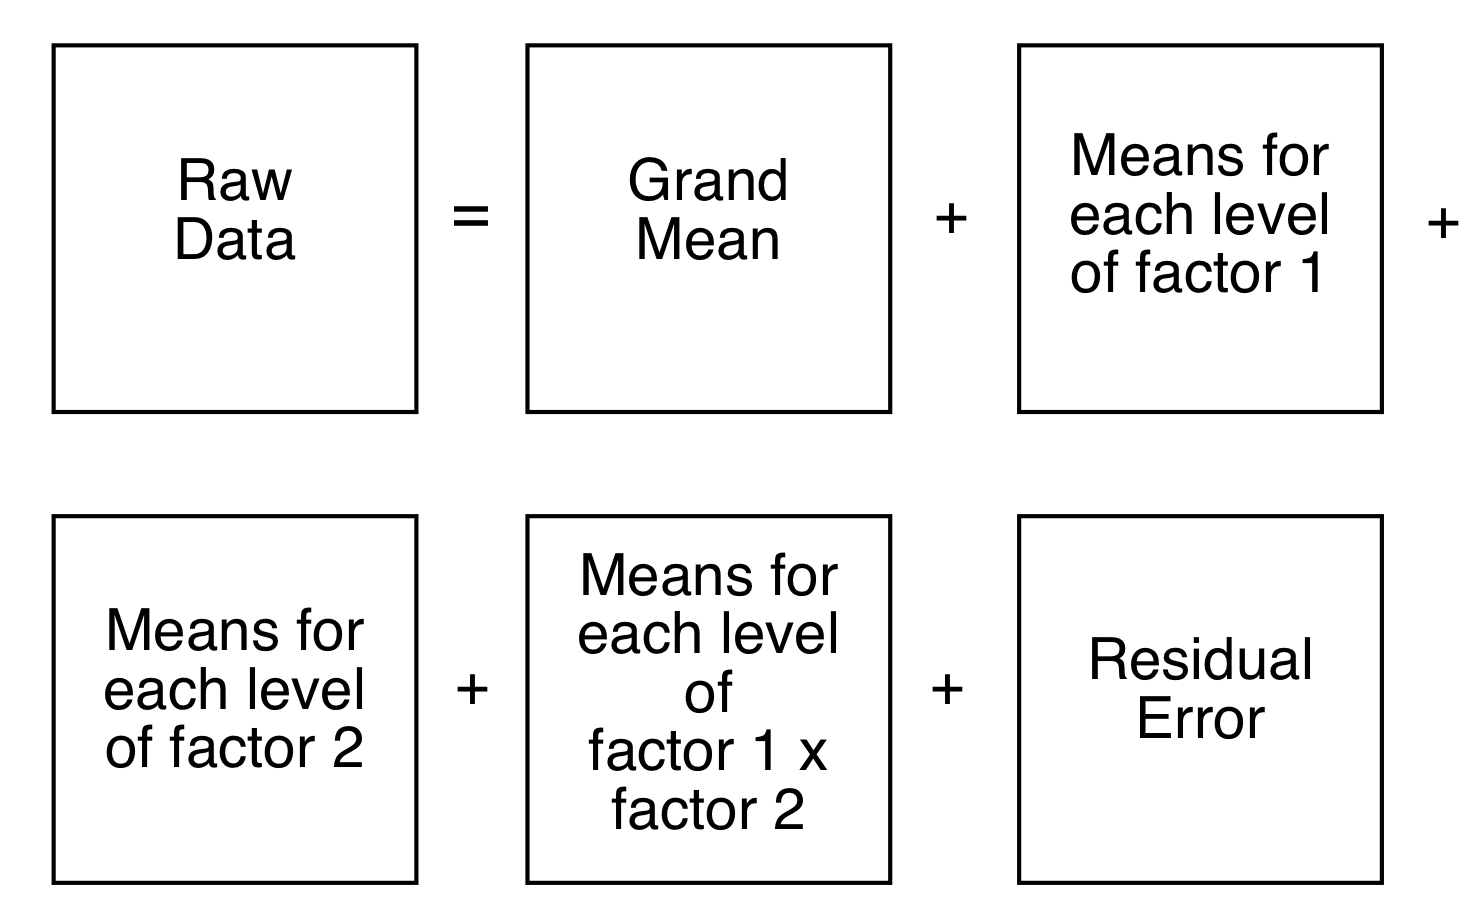 Raw
Data
=
Grand
Mean
+
Means for
each level
of factor 1
+
Means for
each level
of factor 2
+
Means for
each level
of
factor 1 x
factor 2
+
Residual
Error